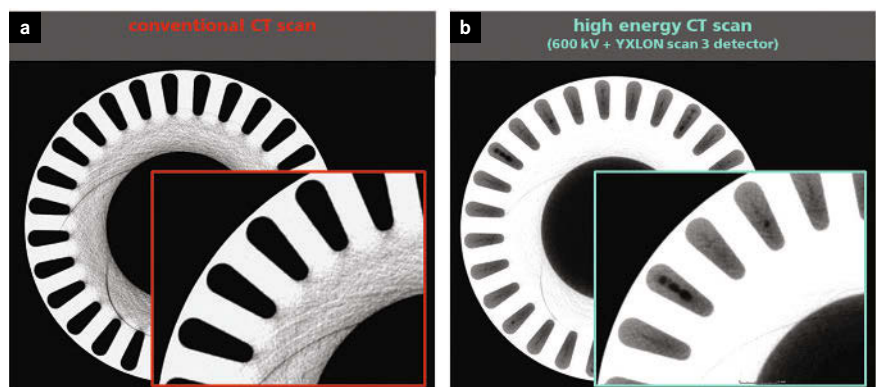 a
conventional CT scan
b
high energy CT scan
(600 kV + YXLON scan 3 detector)